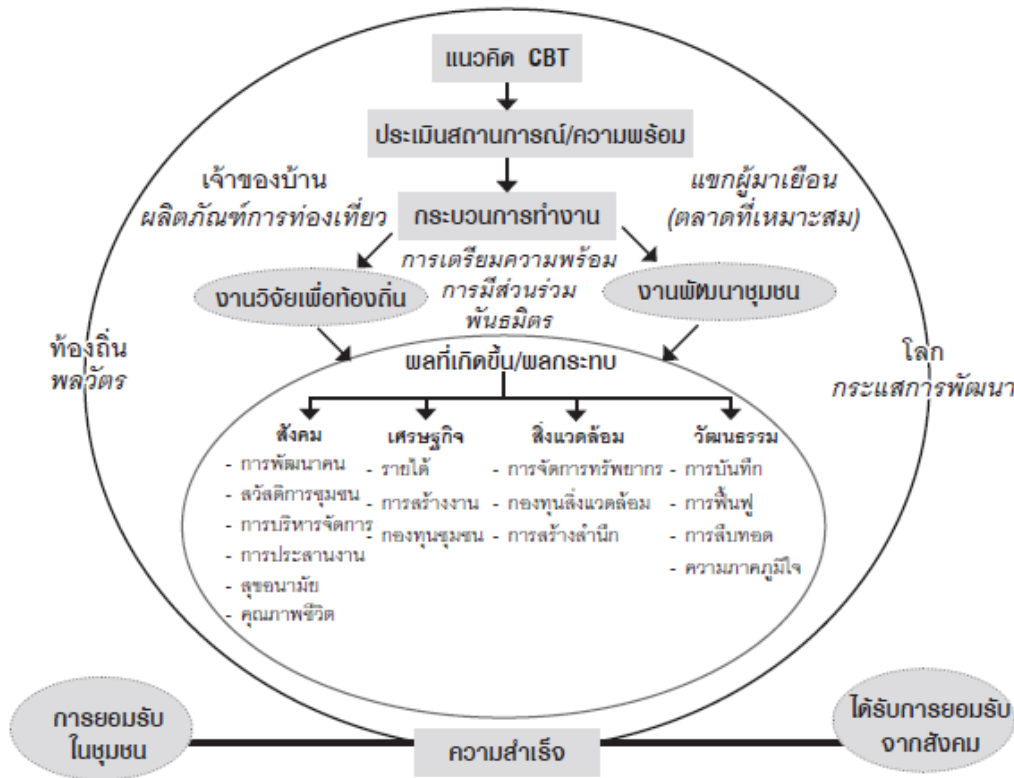 แนวคิด CBT
ประเมินสถานการณ์/ความพร้อม
เจ้าของบ้าน
ผลิตภัณฑ์การท่องเที่ยว
กระบวนการทำงาน
แขกผู้มาเยือน
(ตลาดที่เหมาะสม)
การเตรียมความพร้อม
การมีส่วนร่วม
พันธมิตร
งานวิจัยเพื่อท้องถิ่น
งานพัฒนาชุมชน
ท้องถิ่น
พลวัตร
โลก
กระแสการพัฒนา
ผลที่เกิดขึ้น/ผลกระทบ
สังคม
- การพัฒนาคน
- สวัสดิการชุมชน
- การบริหารจัดการ
- การประสานงาน
- สุขอนามัย
- คุณภาพชีวิต
เศรษฐกิจ
- รายได้
- การสร้างงาน
- กองทุนชุมชน
สิ่งแวดล้อม
- การจัดการทรัพยากร
- กองทุนสิ่งแวดล้อม
- การสร้างสำนึก
วัฒนธรรม
- การบันทึก
- การฟื้นฟู
- การสืบทอด
- ความภาคภูมิใจ
การยอมรับ
ในชุมชน
ความสำเร็จ
ได้รับการยอมรับ
จากสังคม